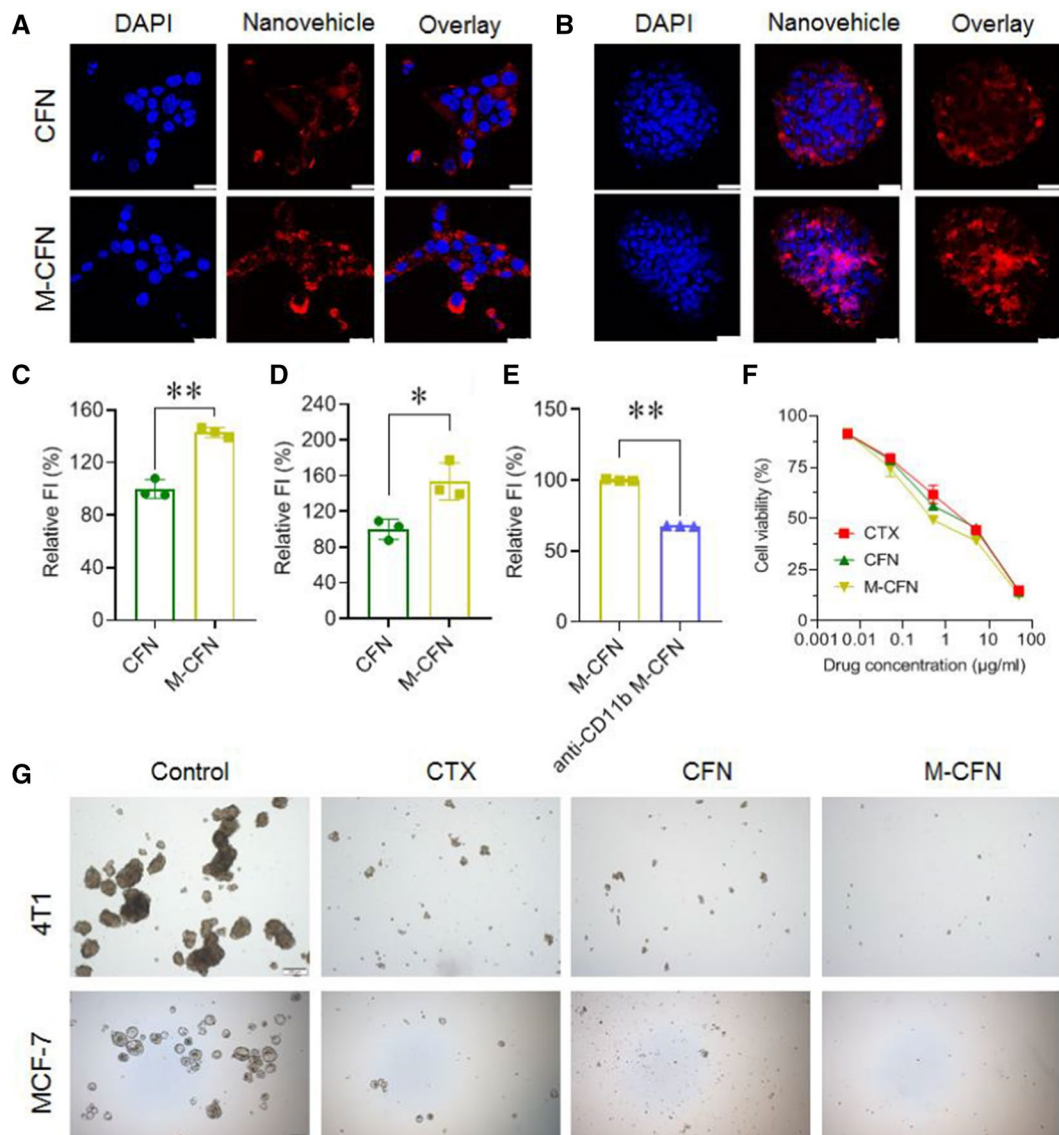 A
DAPI Nanovehicle Overlay
CFN
M-CFN
B
DAPI Nanovehicle Overlay
C
Relative FI (%)
160
120
80
40
0
**
CFN
M-CFN
D
Relative FI (%)
240
200
160
120
80
40
0
*
CFN
M-CFN
E
Relative FI (%)
150
100
50
0
**
M-CFN
anti-CD11b M-CFN
F
Cell viability (%)
100
75
50
25
0
CTX
CFN
M-CFN
0.001 0.01 0.1 1 10 100
Drug concentration (µg/ml)
G
Control CTX CFN M-CFN
4T1
MCF-7